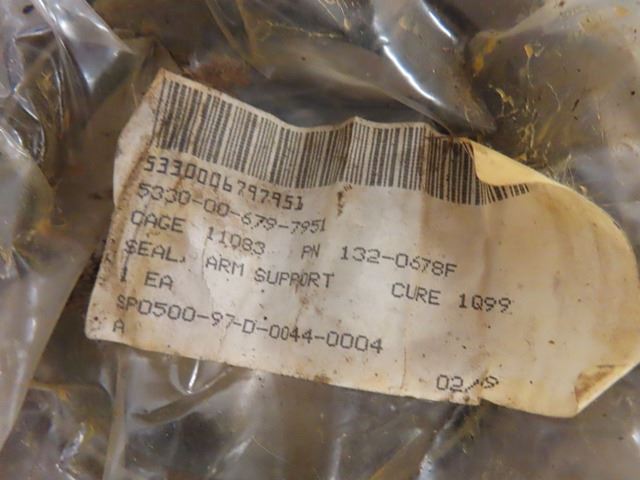 5330006797951
5330-00-679-7951
CAGE 11083 PN 132-0678F
SEAL, ARM SUPPORT CURE 1Q99
EA
SPO500-97-D-0044-0004
A